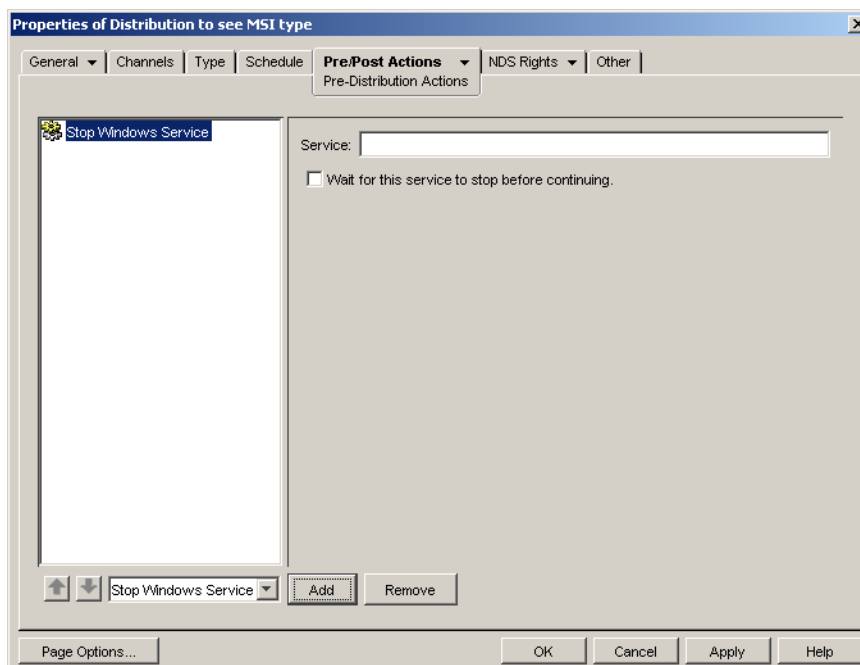 Properties of Distribution to see MSI type
General Channels Type Schedule Pre/Post Actions NDS Rights Other
Pre-Distribution Actions
Stop Windows Service
Service:
Wait for this service to stop before continuing.
Stop Windows Service Add Remove
Page Options... OK Cancel Apply Help